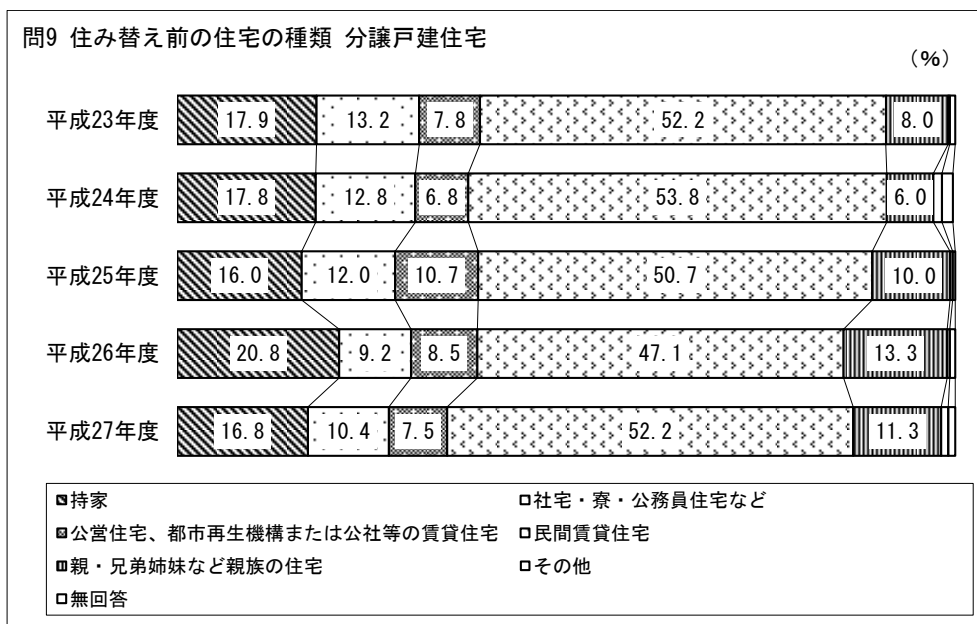 問9 住み替え前の住宅の種類 分譲戸建住宅
(%)
平成23年度 17.9 13.2 7.8 52.2 8.0
平成24年度 17.8 12.8 6.8 53.8 6.0
平成25年度 16.0 12.0 10.7 50.7 10.0
平成26年度 20.8 9.2 8.5 47.1 13.3
平成27年度 16.8 10.4 7.5 52.2 11.3
持家 社宅・寮・公務員住宅など
公営住宅、都市再生機構または公社等の賃貸住宅 民間賃貸住宅
親・兄弟姉妹など親族の住宅 その他
無回答